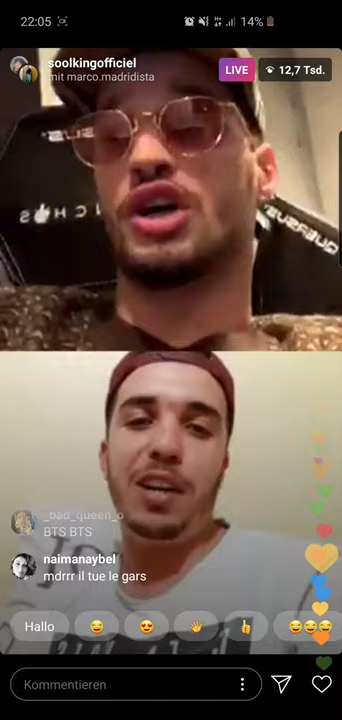 22:05
14%
soolkingofficiel
mit marco.madridista
LIVE
12,7 Tsd.
_bad_queen_o
BTS BTS
naimanaybel
mdrrr il tue le gars
Hallo
Kommentieren